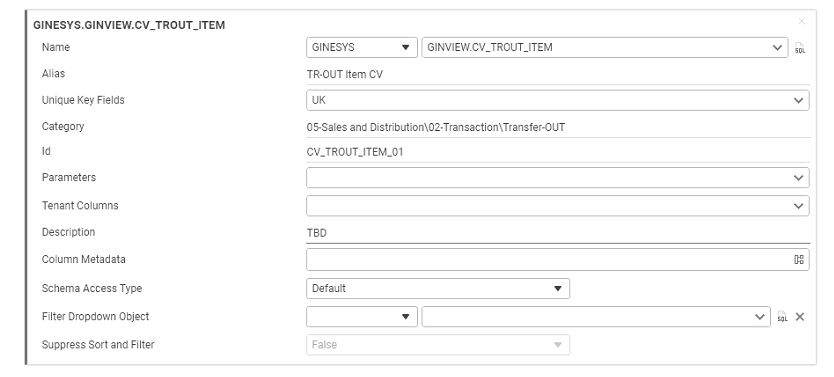 GINESYS.GINVIEW.CV_TROUT_ITEM
Name GINESYS GINVIEW.CV_TROUT_ITEM SQL
Alias TR-OUT Item CV
Unique Key Fields UK
Category 05-Sales and Distribution\02-Transaction\Transfer-OUT
Id CV_TROUT_ITEM_01
Parameters
Tenant Columns
Description TBD
Column Metadata
Schema Access Type Default
Filter Dropdown Object SQL
Suppress Sort and Filter False